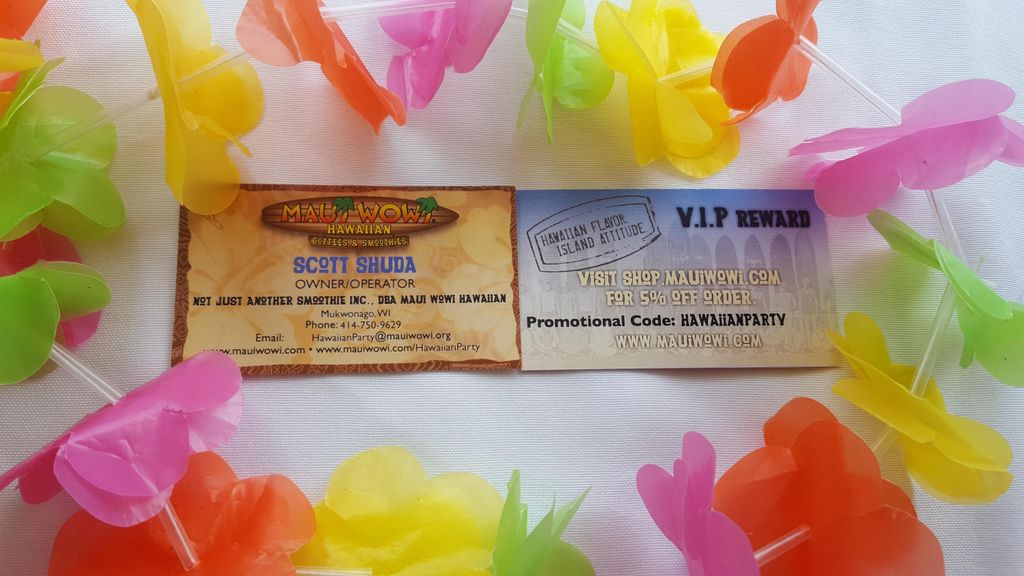 MAUI WOWI
HAWAIIAN
COFFEES & SMOOTHIES
SCOTT SHUDA
OWNER/OPERATOR
NOT JUST ANOTHER SMOOTHIE INC., DBA MAUI WOWI HAWAIIAN
Mukwonago, WI
Phone: 414-750-9629
Email: HawaiianParty@mauiwowi.org
www.mauiwowi.com • www.mauiwowi.com/HawaiianParty
HAWAIIAN FLAVOR
ISLAND ATTITUDE
V.I.P REWARD
VISIT SHOP.MAUIWOWI.COM
FOR 5% OFF ORDER.
Promotional Code: HAWAIIANPARTY
WWW.MAUIWOWI.COM